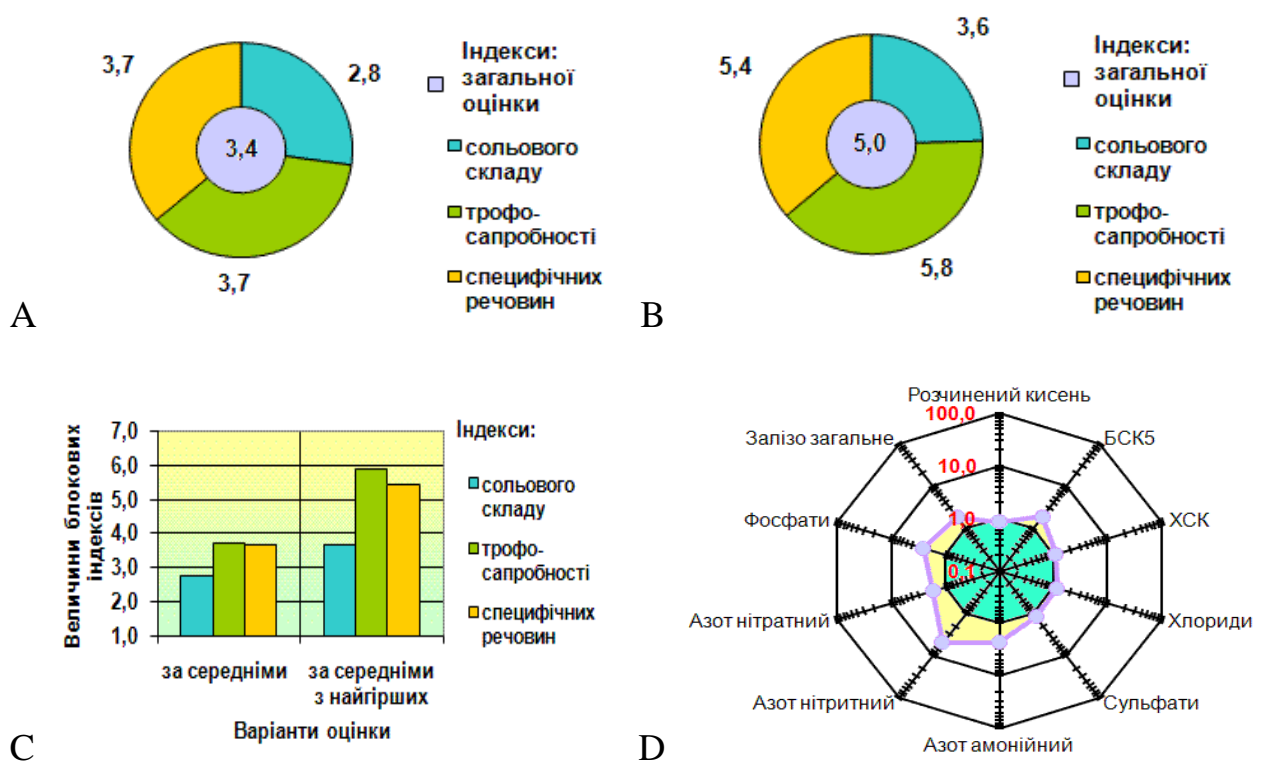 3,7
2,8
3,4
3,7
Індекси:
загальної
оцінки
сольового
складу
трофо-
сапробності
специфічних
речовин
A
3,6
5,4
5,0
5,8
Індекси:
загальної
оцінки
сольового
складу
трофо-
сапробності
специфічних
речовин
B
Величини блокових
індексів
7,0
6,0
5,0
4,0
3,0
2,0
1,0
за середніми
за середніми
з найгірших
Варіанти оцінки
Індекси:
сольового
складу
трофо-
сапробності
специфічних
речовин
C
Розчинений кисень
100,0
10,0
1,0
0,1
БСК5
ХСК
Хлориди
Сульфати
Азот амонійний
Азот нітритний
Азот нітратний
Фосфати
Залізо загальне
D